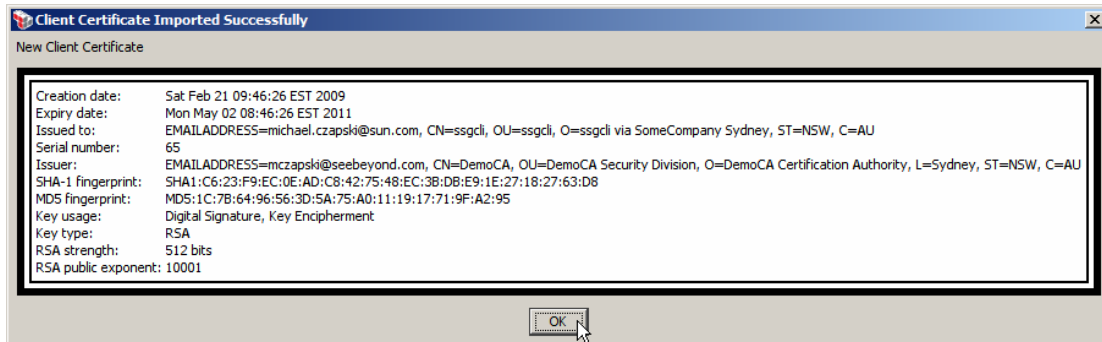 Client Certificate Imported Successfully
New Client Certificate
Creation date: Sat Feb 21 09:46:26 EST 2009
Expiry date: Mon May 02 08:46:26 EST 2011
Issued to: EMAILADDRESS=michael.czapski@sun.com, CN=ssgcli, OU=ssgcli, O=ssgcli via SomeCompany Sydney, ST=NSW, C=AU
Serial number: 65
Issuer: EMAILADDRESS=mczapski@seebeyond.com, CN=DemoCA, OU=DemoCA Security Division, O=DemoCA Certification Authority, L=Sydney, ST=NSW, C=AU
SHA-1 fingerprint: SHA1:C6:23:F9:EC:0E:AD:C8:42:75:48:EC:3B:DB:E9:1E:27:18:27:63:D8
MD5 fingerprint: MD5:1C:7B:64:96:56:3D:5A:75:A0:11:19:17:71:9F:A2:95
Key usage: Digital Signature, Key Encipherment
Key type: RSA
RSA strength: 512 bits
RSA public exponent: 10001
OK